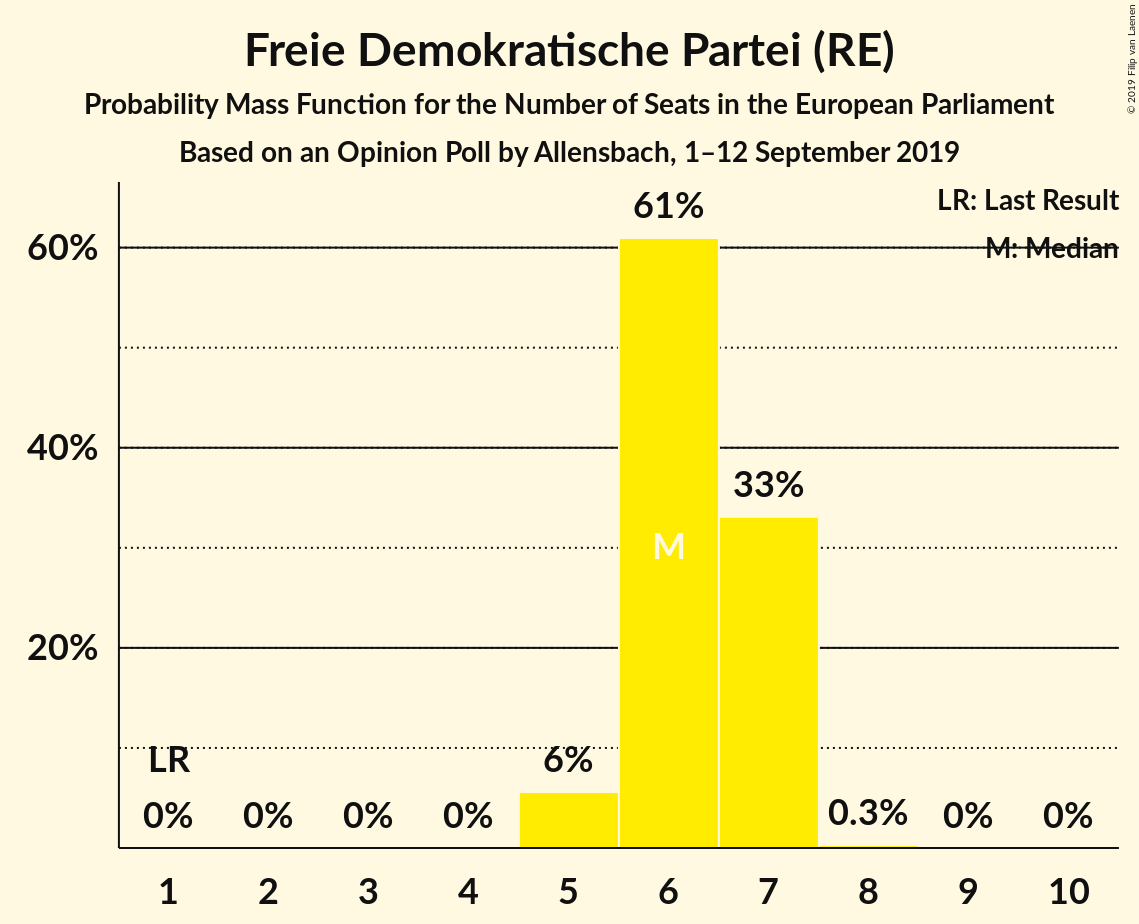 Freie Demokratische Partei (RE)
Probability Mass Function for the Number of Seats in the European Parliament
Based on an Opinion Poll by Allensbach, 1–12 September 2019
© 2019 Filip van Laenen
LR: Last Result
M: Median
60%
40%
20%
61%
33%
M
LR
6%
0%
0%
0%
0%
0.3%
0%
0%
1
2
3
4
5
6
7
8
9
10